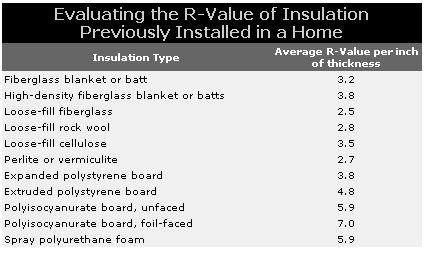 Evaluating the R-Value of Insulation
Previously Installed in a Home
Insulation Type Average R-Value per inch
of thickness
Fiberglass blanket or batt 3.2
High-density fiberglass blanket or batts 3.8
Loose-fill fiberglass 2.5
Loose-fill rock wool 2.8
Loose-fill cellulose 3.5
Perlite or vermiculite 2.7
Expanded polystyrene board 3.8
Extruded polystyrene board 4.8
Polyisocyanurate board, unfaced 5.9
Polyisocyanurate board, foil-faced 7.0
Spray polyurethane foam 5.9